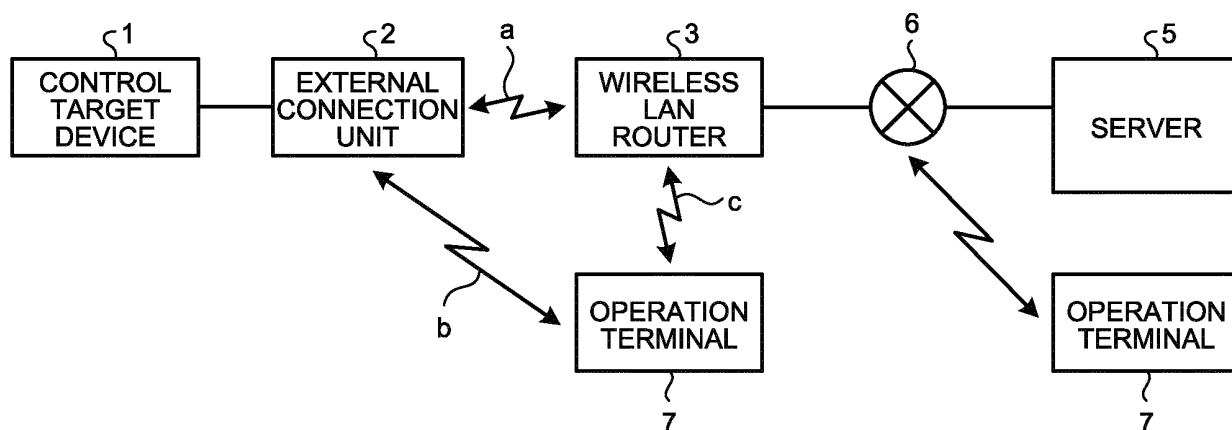 1
2
a
3
6
5
CONTROL
TARGET
DEVICE
EXTERNAL
CONNECTION
UNIT
WIRELESS
LAN
ROUTER
SERVER
c
b
OPERATION
TERMINAL
OPERATION
TERMINAL
7
7